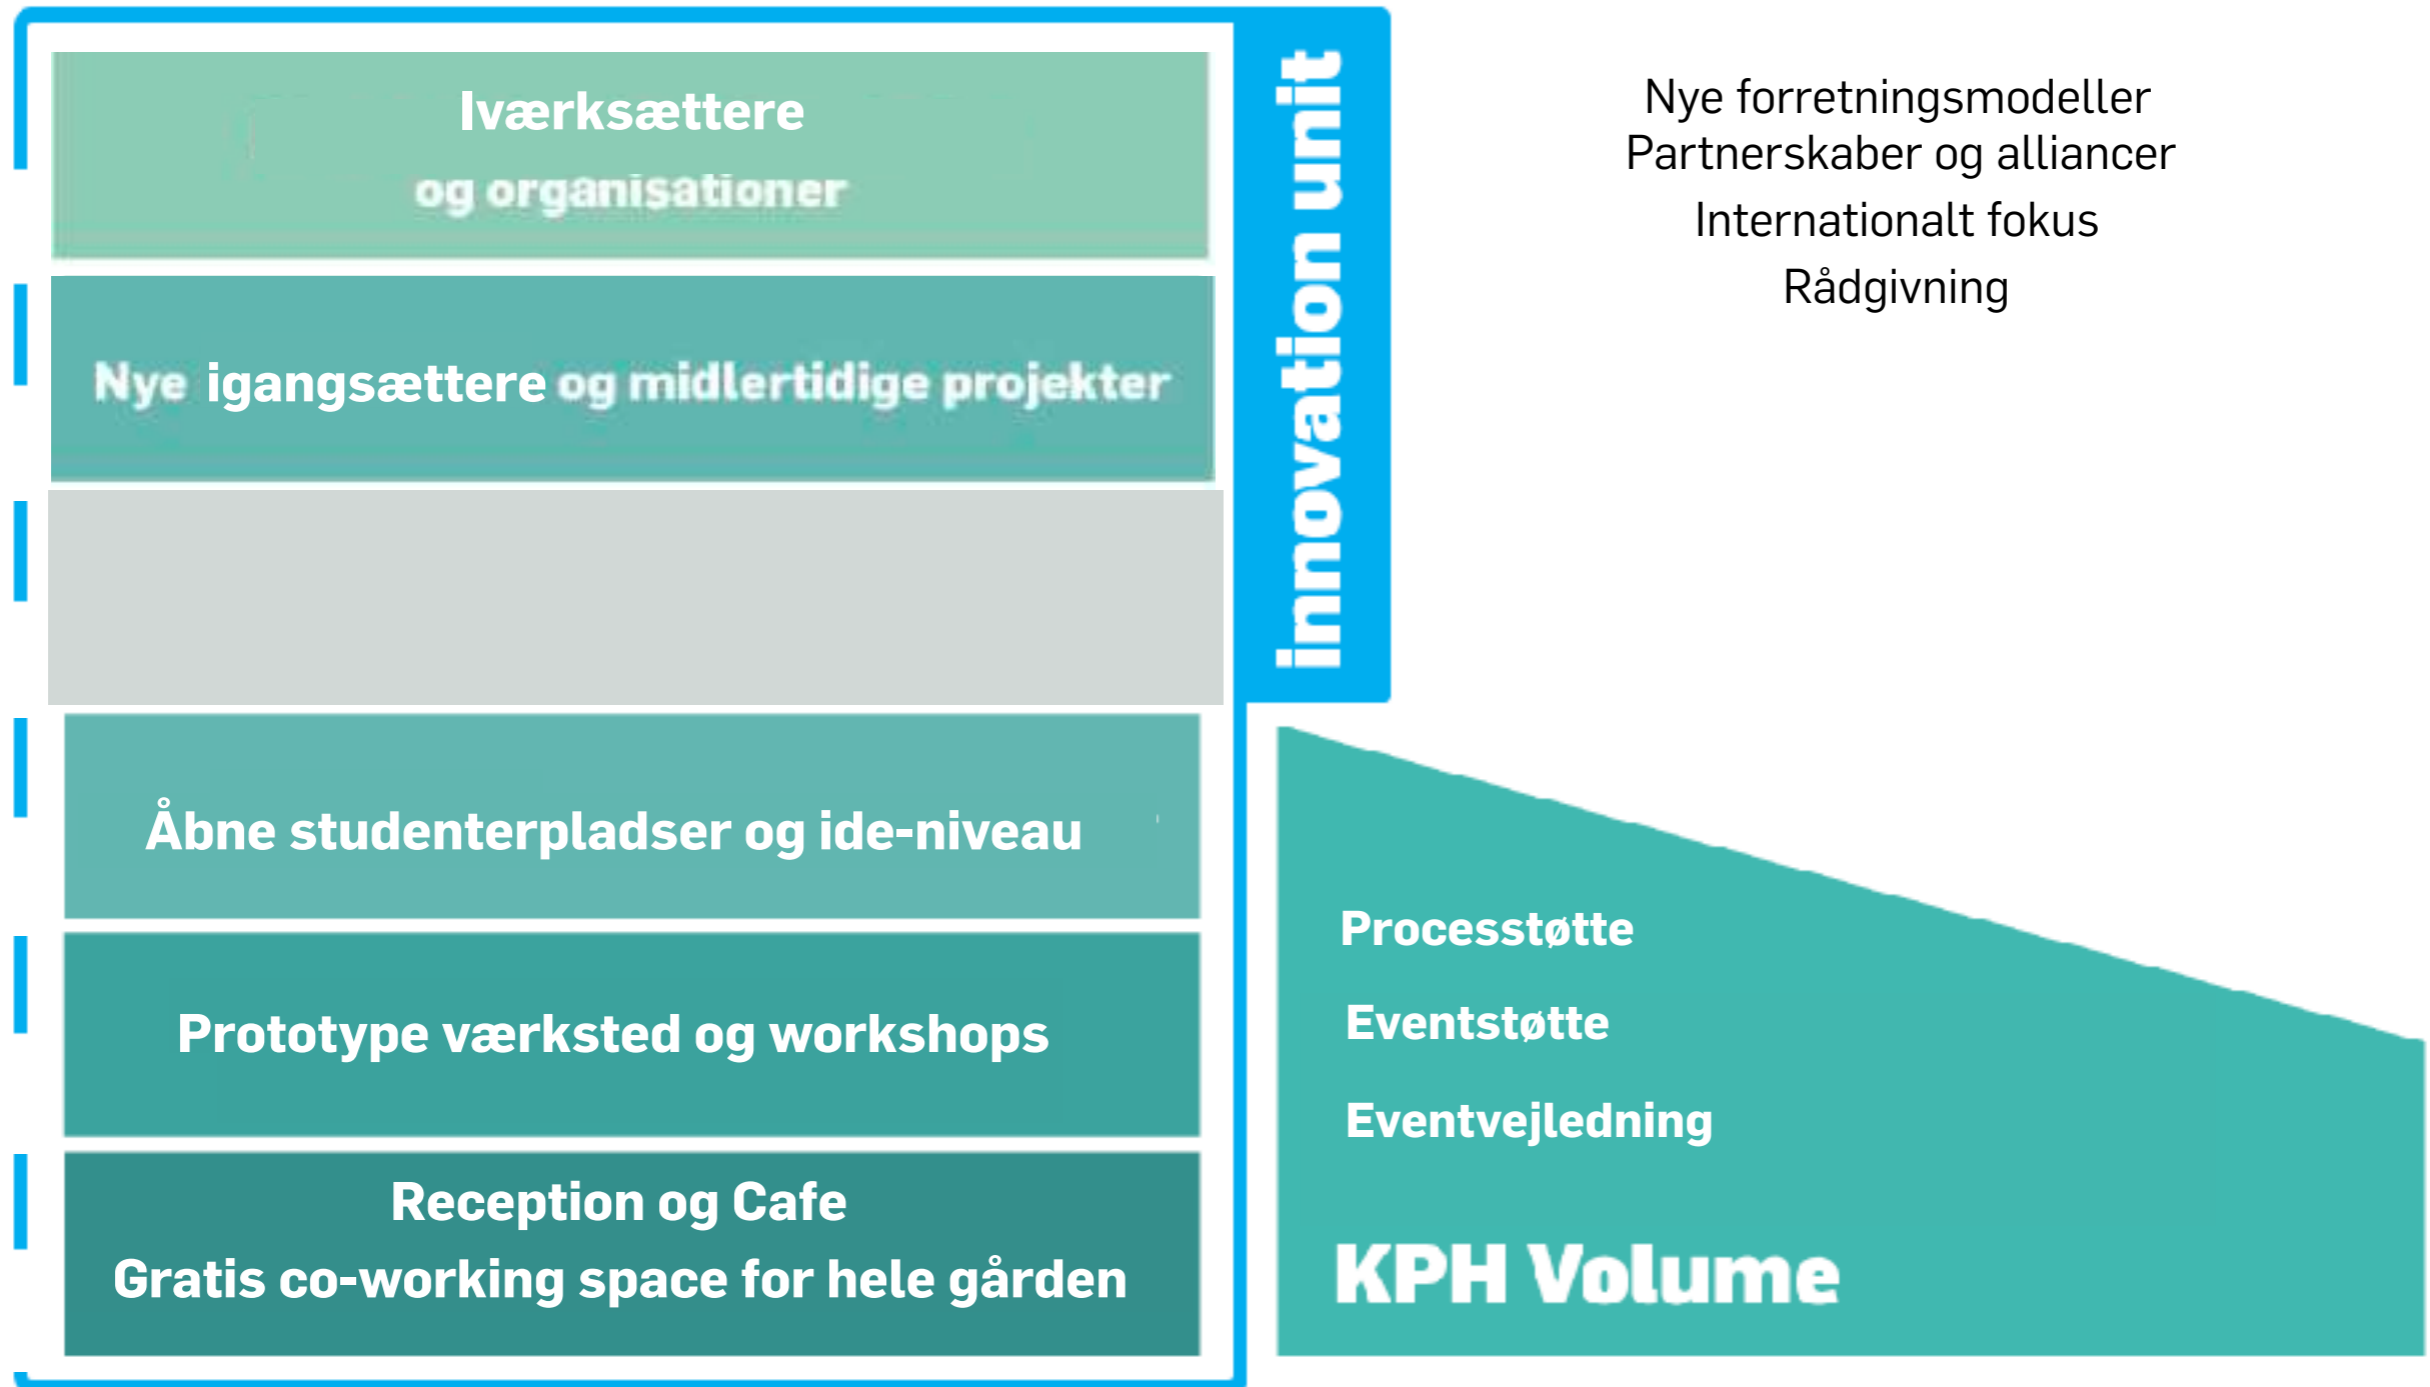 Iværksættere
og organisationer
Nye igangsættere og midlertidige projekter
Åbne studenterpladser og ide-niveau
Prototype værksted og workshops
Reception og Cafe
Gratis co-working space for hele gården
innovation unit
Nye forretningsmodeller
Partnerskaber og alliancer
Internationalt fokus
Rådgivning
Processtøtte
Eventstøtte
Eventvejledning
KPH Volume